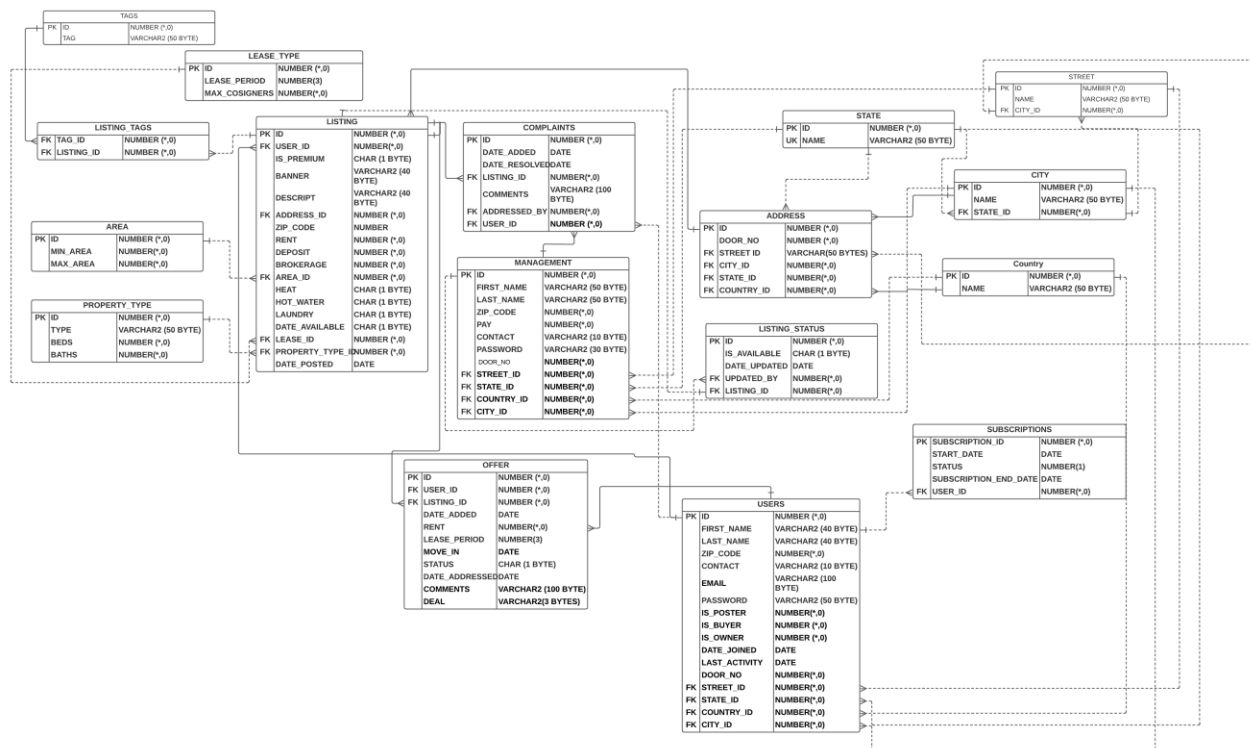 TAGS
PK ID NUMBER (*,0)
TAG VARCHAR2 (50 BYTE)
LEASE_TYPE
PK ID NUMBER (*,0)
LEASE_PERIOD NUMBER(3)
MAX_COSIGNERS NUMBER(*,0)
LISTING_TAGS
FK TAG_ID NUMBER (*,0)
FK LISTING_ID NUMBER (*,0)
AREA
PK ID NUMBER (*,0)
MIN_AREA NUMBER(*,0)
MAX_AREA NUMBER(*,0)
PROPERTY_TYPE
PK ID NUMBER (*,0)
TYPE VARCHAR2 (50 BYTE)
BEDS NUMBER(*,0)
BATHS NUMBER(*,0)
LISTING
PK ID NUMBER (*,0)
FK USER_ID NUMBER(*,0)
IS_PREMIUM CHAR (1 BYTE)
BANNER VARCHAR2 (40
BYTE)
DESCRIPT VARCHAR2 (40
BYTE)
FK ADDRESS_ID NUMBER (*,0)
ZIP_CODE NUMBER
RENT NUMBER (*,0)
DEPOSIT NUMBER (*,0)
BROKERAGE NUMBER (*,0)
FK AREA_ID NUMBER (*,0)
HEAT CHAR (1 BYTE)
HOT_WATER CHAR (1 BYTE)
LAUNDRY CHAR (1 BYTE)
DATE_AVAILABLE CHAR (1 BYTE)
FK LEASE_ID NUMBER (*,0)
FK PROPERTY_TYPE_ID NUMBER (*,0)
DATE_POSTED DATE
COMPLAINTS
PK ID NUMBER (*,0)
DATE_ADDED DATE
DATE_RESOLVED DATE
FK LISTING_ID NUMBER(*,0)
COMMENTS VARCHAR2 (100
BYTE)
FK ADDRESSED_BY NUMBER(*,0)
FK USER_ID NUMBER (*,0)
MANAGEMENT
PK ID NUMBER (*,0)
FIRST_NAME VARCHAR2 (50 BYTE)
LAST_NAME VARCHAR2 (50 BYTE)
ZIP_CODE NUMBER(*,0)
PAY NUMBER(*,0)
CONTACT VARCHAR2 (10 BYTE)
PASSWORD VARCHAR2 (30 BYTE)
DOOR_NO NUMBER(*,0)
FK STREET_ID NUMBER(*,0)
FK STATE_ID NUMBER(*,0)
FK COUNTRY_ID NUMBER(*,0)
FK CITY_ID NUMBER(*,0)
STATE
PK ID NUMBER (*,0)
UK NAME VARCHAR2 (50 BYTE)
STREET
PK ID NUMBER (*,0)
NAME VARCHAR2 (50 BYTE)
FK CITY_ID NUMBER(*,0)
CITY
PK ID NUMBER (*,0)
NAME VARCHAR2 (50 BYTE)
FK STATE_ID NUMBER(*,0)
ADDRESS
PK ID NUMBER (*,0)
DOOR_NO NUMBER (*,0)
FK STREET ID VARCHAR(50 BYTES)
FK CITY_ID NUMBER(*,0)
FK STATE_ID NUMBER(*,0)
FK COUNTRY_ID NUMBER(*,0)
Country
PK ID NUMBER (*,0)
NAME VARCHAR2 (50 BYTE)
LISTING_STATUS
PK ID NUMBER (*,0)
IS_AVAILABLE CHAR (1 BYTE)
DATE_UPDATED DATE
FK UPDATED_BY NUMBER(*,0)
FK LISTING_ID NUMBER(*,0)
SUBSCRIPTIONS
PK SUBSCRIPTION_ID NUMBER (*,0)
START_DATE DATE
STATUS NUMBER(1)
SUBSCRIPTION_END_DATE DATE
FK USER_ID NUMBER(*,0)
OFFER
PK ID NUMBER (*,0)
FK USER_ID NUMBER (*,0)
FK LISTING_ID NUMBER (*,0)
DATE_ADDED DATE
RENT NUMBER(*,0)
LEASE_PERIOD NUMBER(3)
MOVE_IN DATE
STATUS CHAR (1 BYTE)
DATE_ADDRESSED DATE
COMMENTS VARCHAR2 (100 BYTE)
DEAL VARCHAR2(3 BYTES)
USERS
PK ID NUMBER (*,0)
FIRST_NAME VARCHAR2 (40 BYTE)
LAST_NAME VARCHAR2 (40 BYTE)
ZIP_CODE NUMBER(*,0)
CONTACT VARCHAR2 (10 BYTE)
EMAIL VARCHAR2 (100
BYTE)
PASSWORD VARCHAR2 (50 BYTE)
IS_POSTER NUMBER(*,0)
IS_BUYER NUMBER (*,0)
IS_OWNER NUMBER (*,0)
DATE_JOINED DATE
LAST_ACTIVITY DATE
DOOR_NO NUMBER(*,0)
FK STREET_ID NUMBER(*,0)
FK STATE_ID NUMBER(*,0)
FK COUNTRY_ID NUMBER(*,0)
FK CITY_ID NUMBER(*,0)